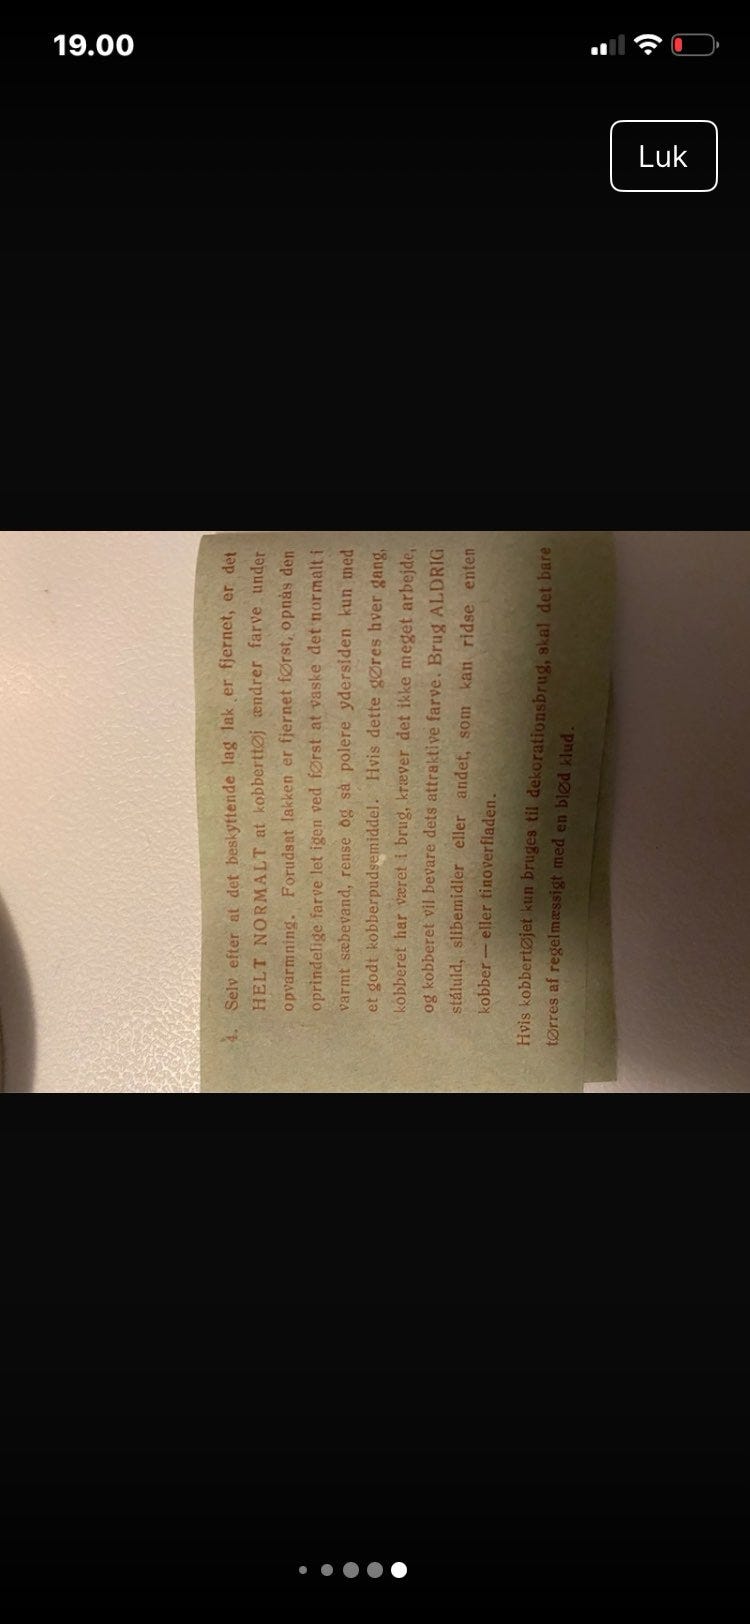 19.00
Luk
4. Selv efter at det beskyttende lag lak er fjernet, er det
HELT NORMALT at kobberttØj ændrer farve under
opvarmning. Forudsat lakken er fjernet fØrst, opnås den
oprindelige farve let igen ved fØrst at vaske det normalt i
varmt sæbevand, rense og så polere ydersiden kun med
et godt kobberpudsemiddel. Hvis dette gØres hver gang,
kobberet har været i brug, kræver det ikke meget arbejde,
og kobberet vil bevare dets attraktive farve. Brug ALDRIG
ståluld, slibemidler eller andet, som kan ridse enten
kobber — eller tinoverfladen.
Hvis kobbertØjet kun bruges til dekorationsbrug, skal det bare
tØrres af regelmæssigt med en blØd klud.